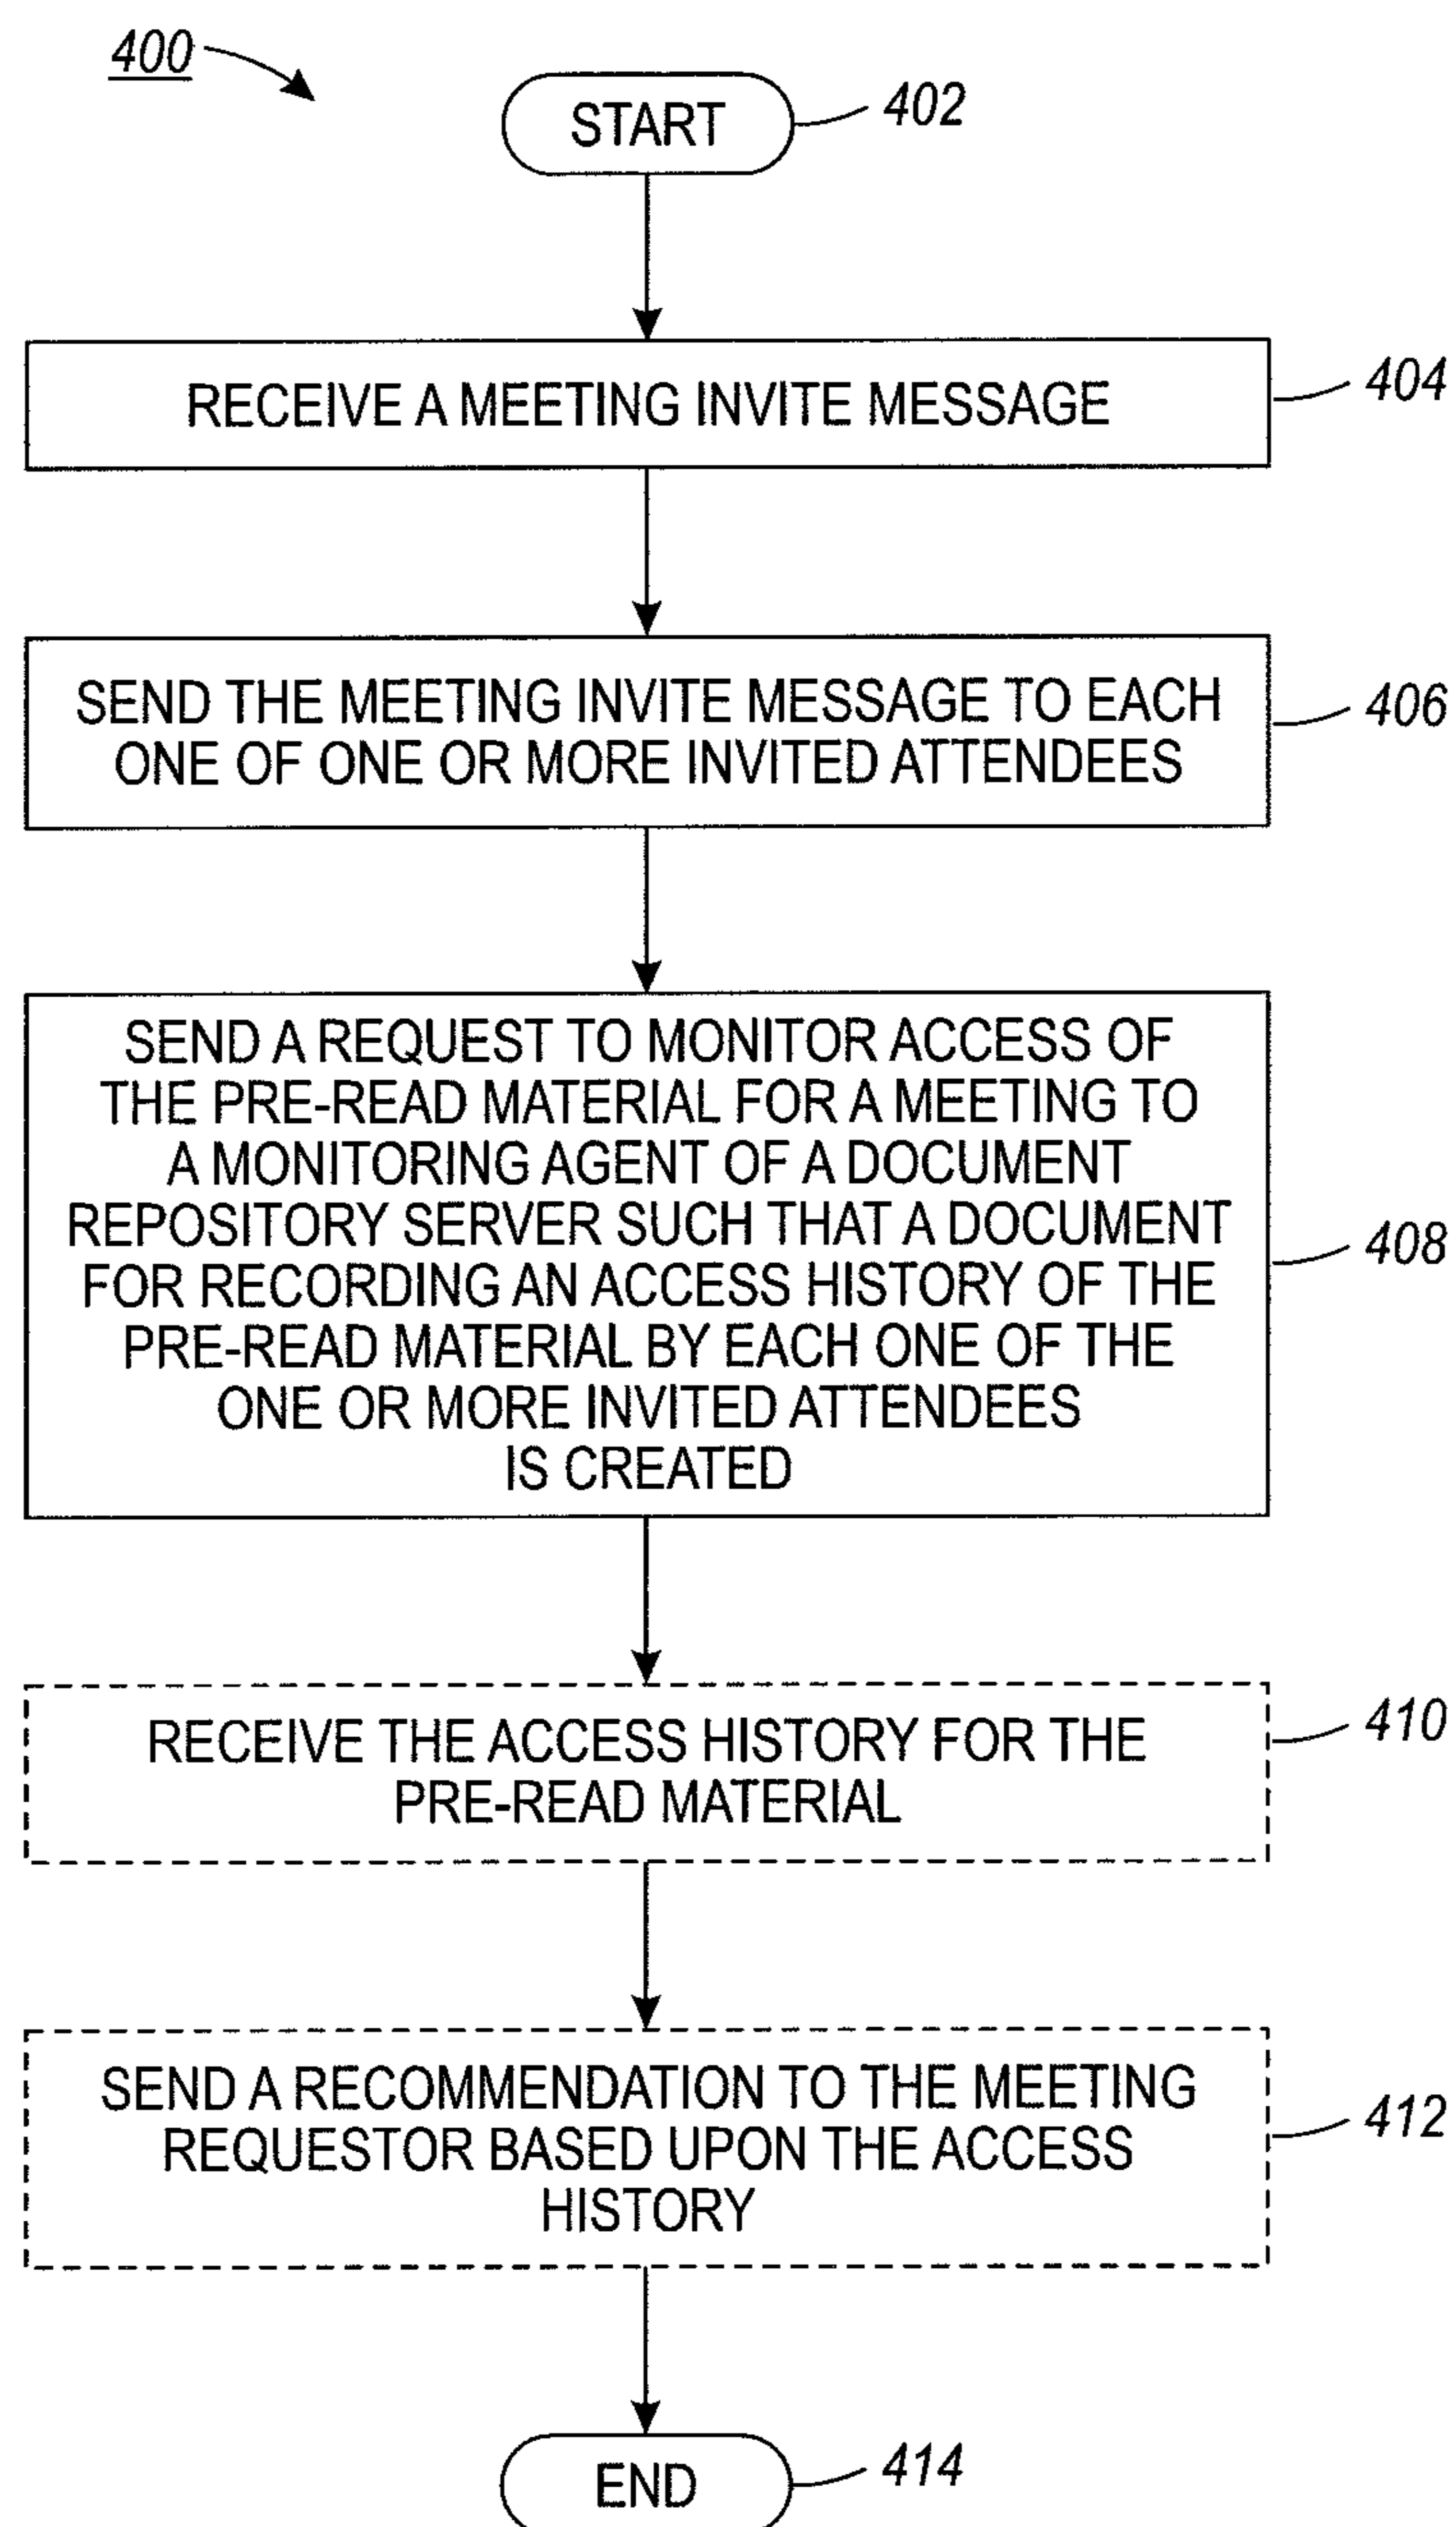 400
START
402
RECEIVE A MEETING INVITE MESSAGE
404
SEND THE MEETING INVITE MESSAGE TO EACH
ONE OF ONE OR MORE INVITED ATTENDEES
406
SEND A REQUEST TO MONITOR ACCESS OF
THE PRE-READ MATERIAL FOR A MEETING TO
A MONITORING AGENT OF A DOCUMENT
REPOSITORY SERVER SUCH THAT A DOCUMENT
FOR RECORDING AN ACCESS HISTORY OF THE
PRE-READ MATERIAL BY EACH ONE OF THE
ONE OR MORE INVITED ATTENDEES
IS CREATED
408
RECEIVE THE ACCESS HISTORY FOR THE
PRE-READ MATERIAL
410
SEND A RECOMMENDATION TO THE MEETING
REQUESTOR BASED UPON THE ACCESS
HISTORY
412
END
414